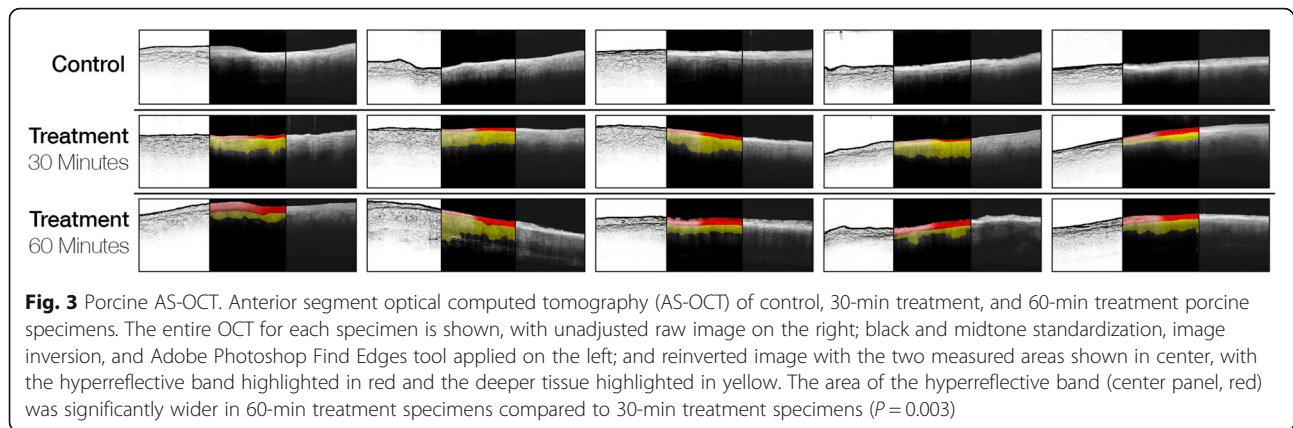 Control
Treatment
30 Minutes
Treatment
60 Minutes
Fig. 3 Porcine AS-OCT. Anterior segment optical computed tomography (AS-OCT) of control, 30-min treatment, and 60-min treatment porcine
specimens. The entire OCT for each specimen is shown, with unadjusted raw image on the right; black and midtone standardization, image
inversion, and Adobe Photoshop Find Edges tool applied on the left; and reinverted image with the two measured areas shown in center, with
the hyperreflective band highlighted in red and the deeper tissue highlighted in yellow. The area of the hyperreflective band (center panel, red)
was significantly wider in 60-min treatment specimens compared to 30-min treatment specimens (P = 0.003)